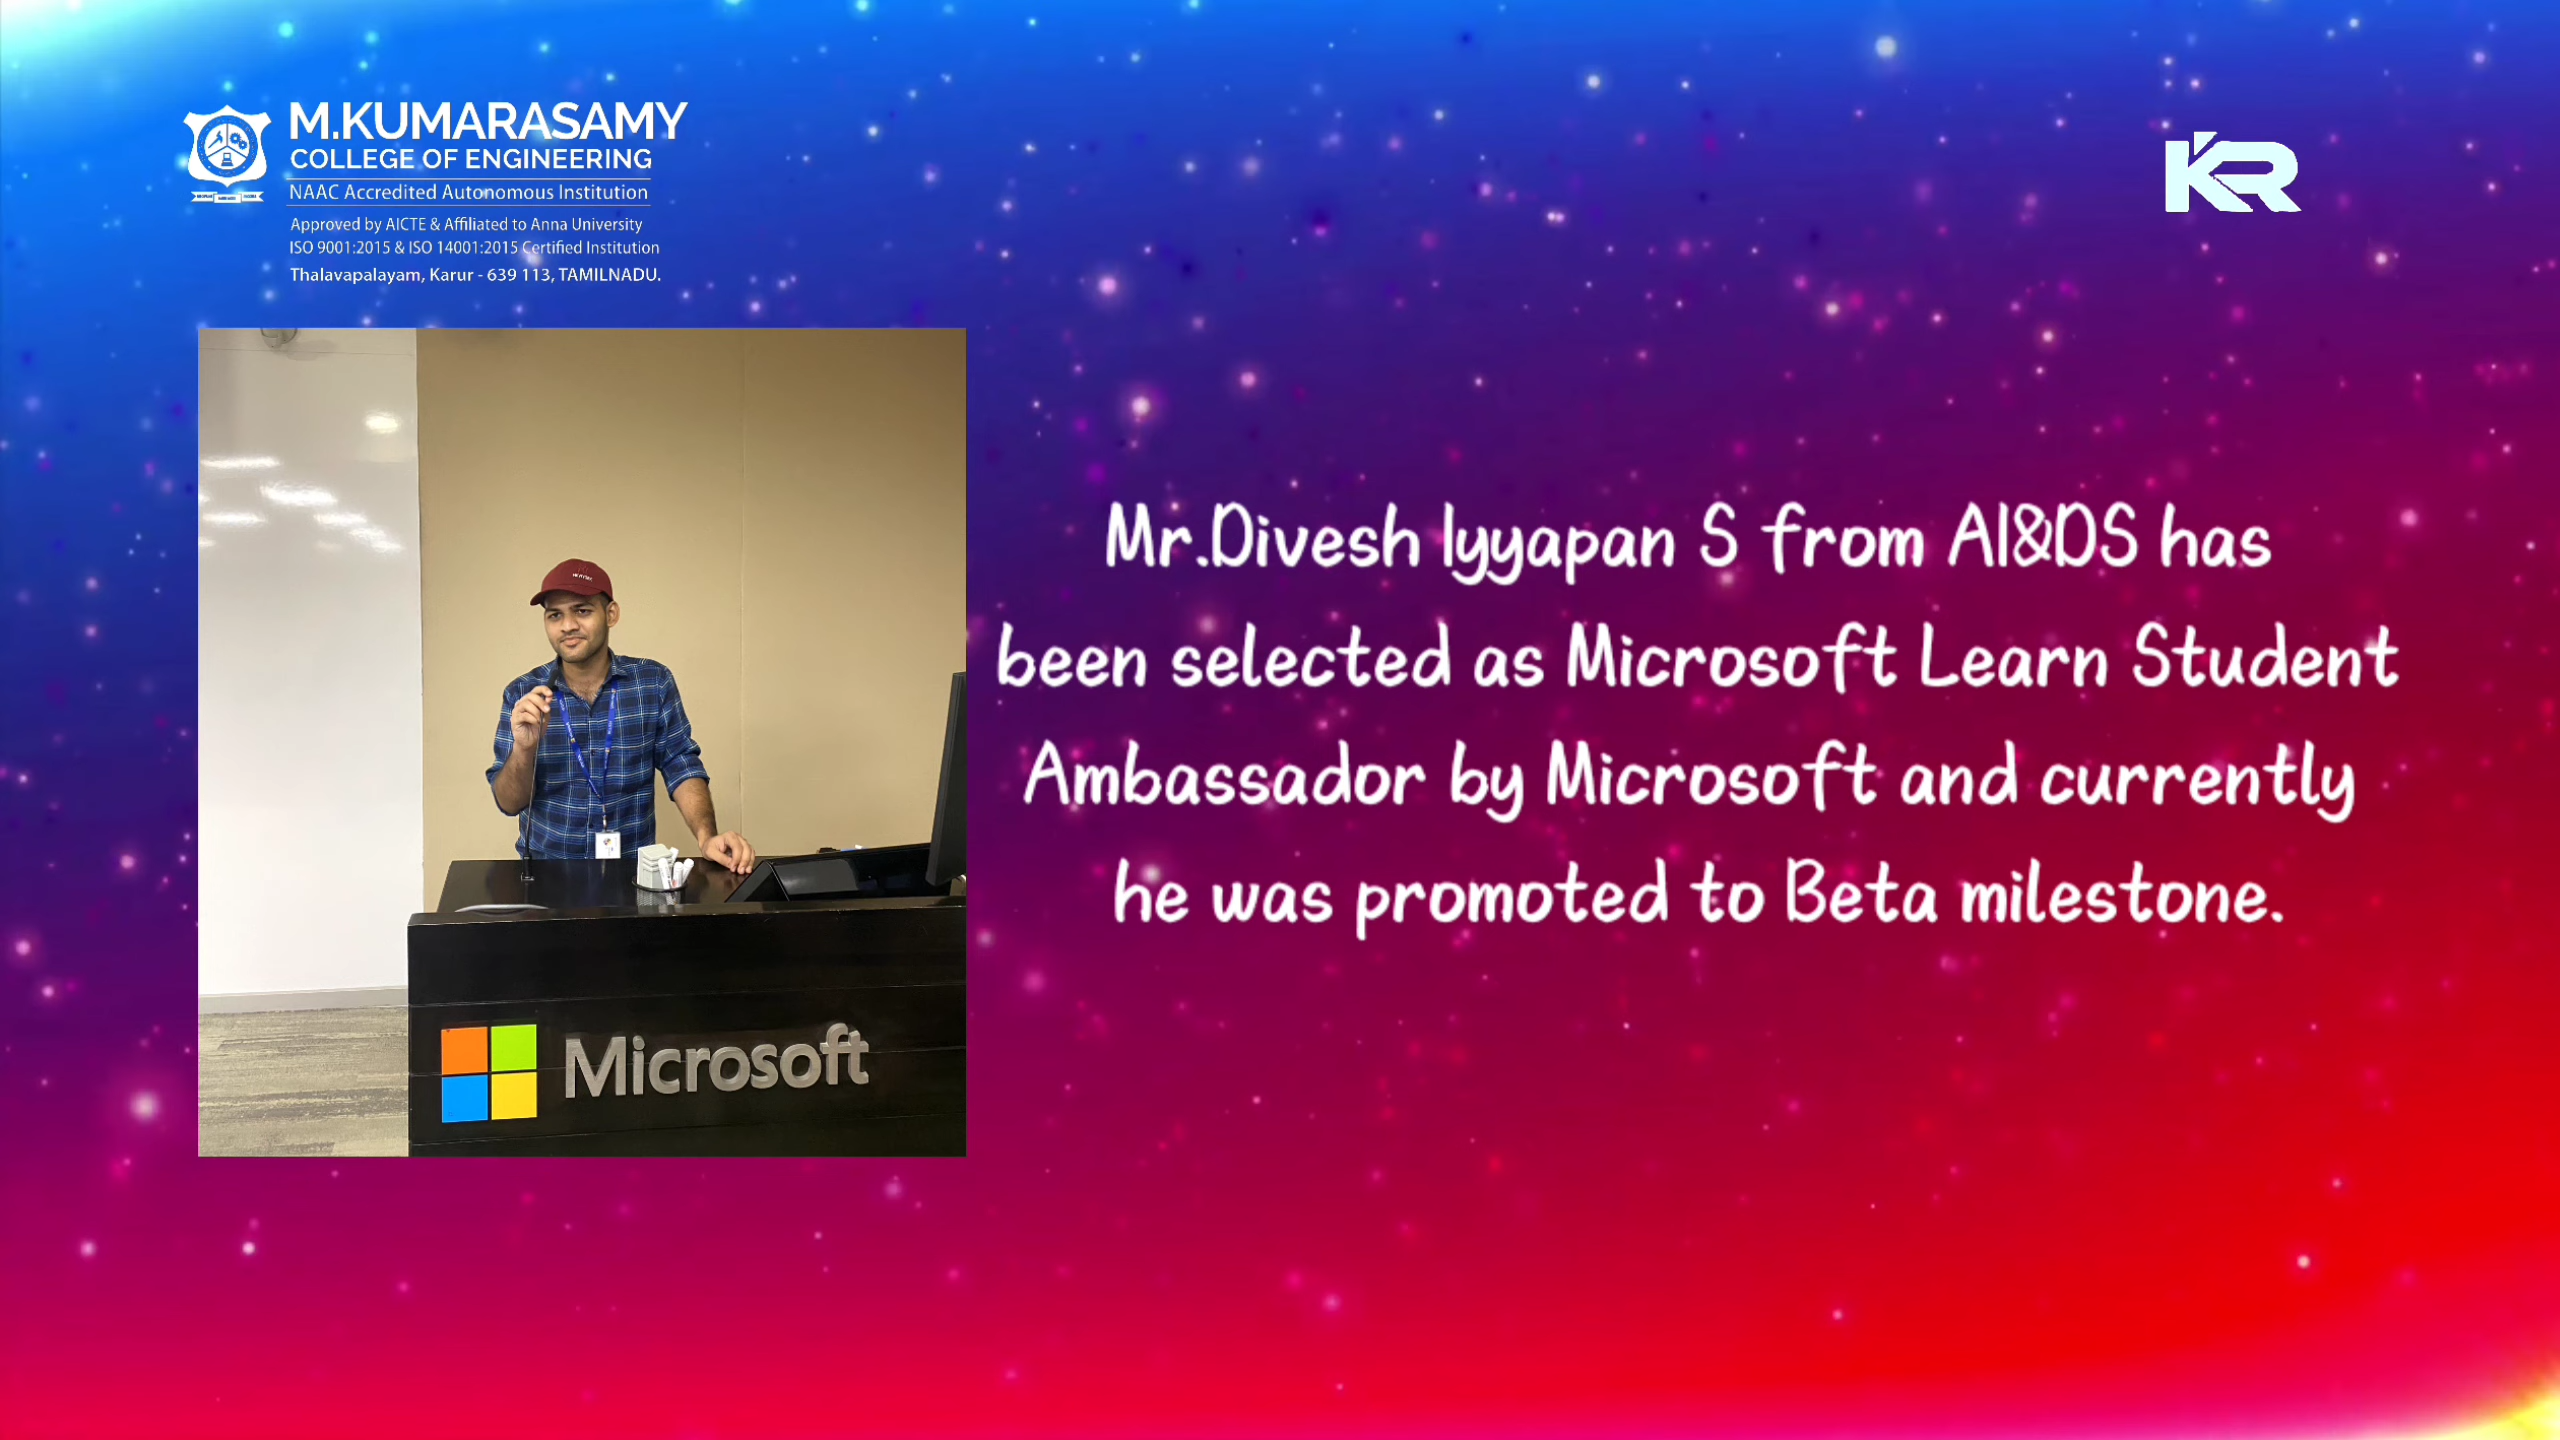 M.KUMARASAMY
COLLEGE OF ENGINEERING
NAAC Accredited Autonomous Institution
Approved by AICTE & Affiliated to Anna University
ISO 9001:2015 & ISO 14001:2015 Certified Institution
Thalavapalayam, Karur - 639 113, TAMILNADU.
KR
Mr.Divesh Iyyapan S from AI&DS has
been selected as Microsoft Learn Student
Ambassador by Microsoft and currently
he was promoted to Beta milestone.
Microsoft